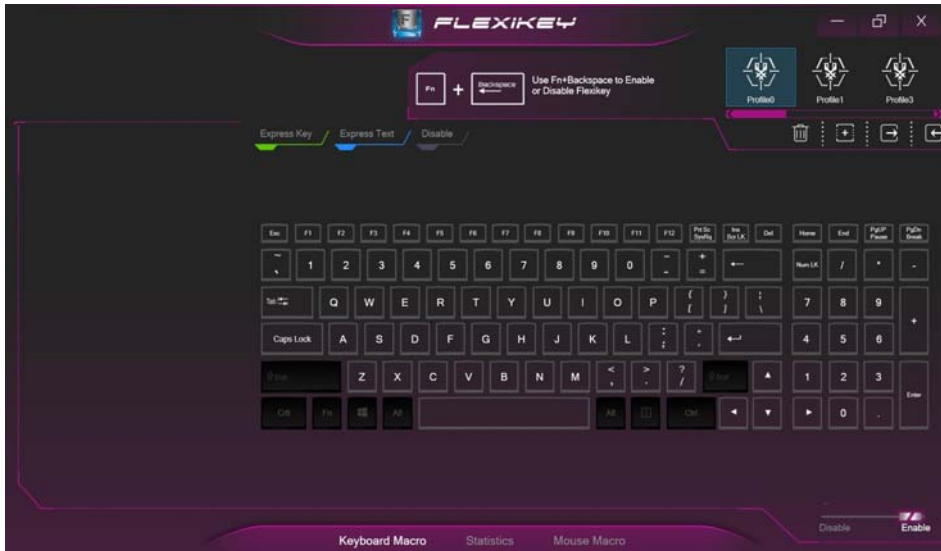 FLEXIKEY
Fn + Backspace Use Fn+Backspace to Enable
or Disable Flexikey
Profile0 Profile1 Profile3
Express Key / Express Text / Disable /
Esc F1 F2 F3 F4 F5 F6 F7 F8 F9 F10 F11 F12 Prt Sc Ins Del Home End PgUP PgDn
SysRq Scr LK Pause Break
~ 1 2 3 4 5 6 7 8 9 0 - + ← Num LK / * -
` - =
Tab Q W E R T Y U I O P { } ¦ 7 8 9 +
[ ] \
Caps Lock A S D F G H J K L : 4 5 6
;
Z X C V B N M < > ? ▲ 1 2 3 Enter
, . /
Ctrl Fn Alt Alt Ctrl ◄ ▼ ► 0 .
Disable Enable
Keyboard Macro Statistics Mouse Macro